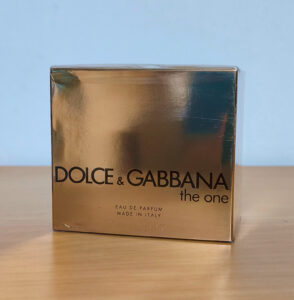 DOLCE & GABBANA
the one
EAU DE PARFUM
MADE IN ITALY